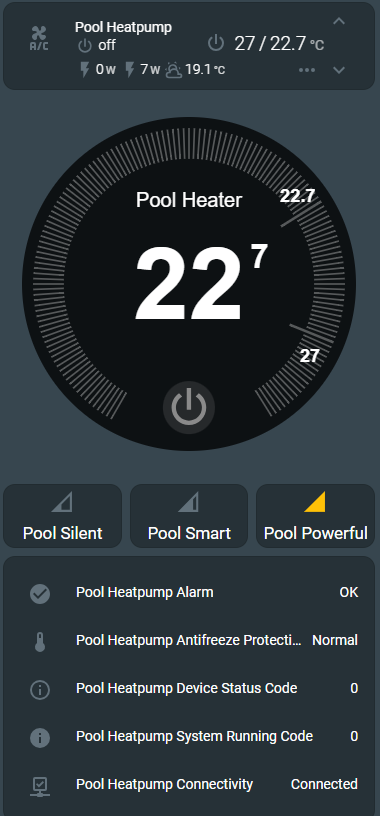 Pool Heatpump
A/C
off
27 / 22.7 °C
0 W
7 W
19.1 °C
Pool Heater
22.7
22 7
27
Pool Silent
Pool Smart
Pool Powerful
Pool Heatpump Alarm OK
Pool Heatpump Antifreeze Protecti... Normal
Pool Heatpump Device Status Code 0
Pool Heatpump System Running Code 0
Pool Heatpump Connectivity Connected